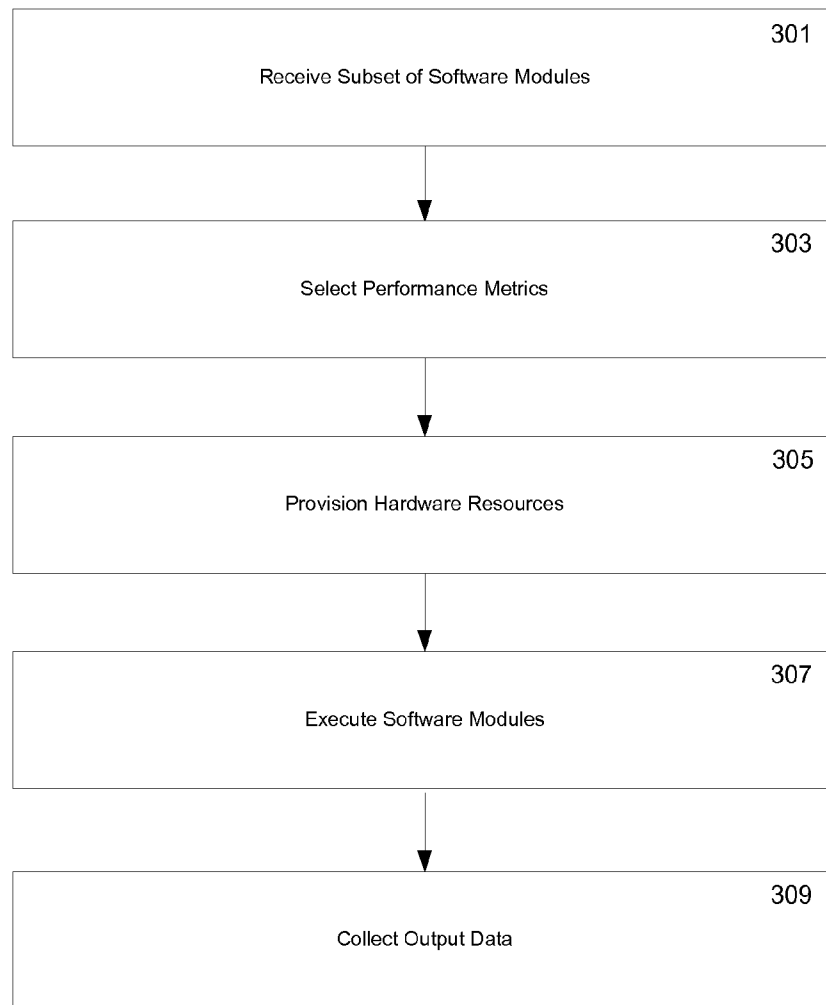 301
Receive Subset of Software Modules
303
Select Performance Metrics
305
Provision Hardware Resources
307
Execute Software Modules
309
Collect Output Data